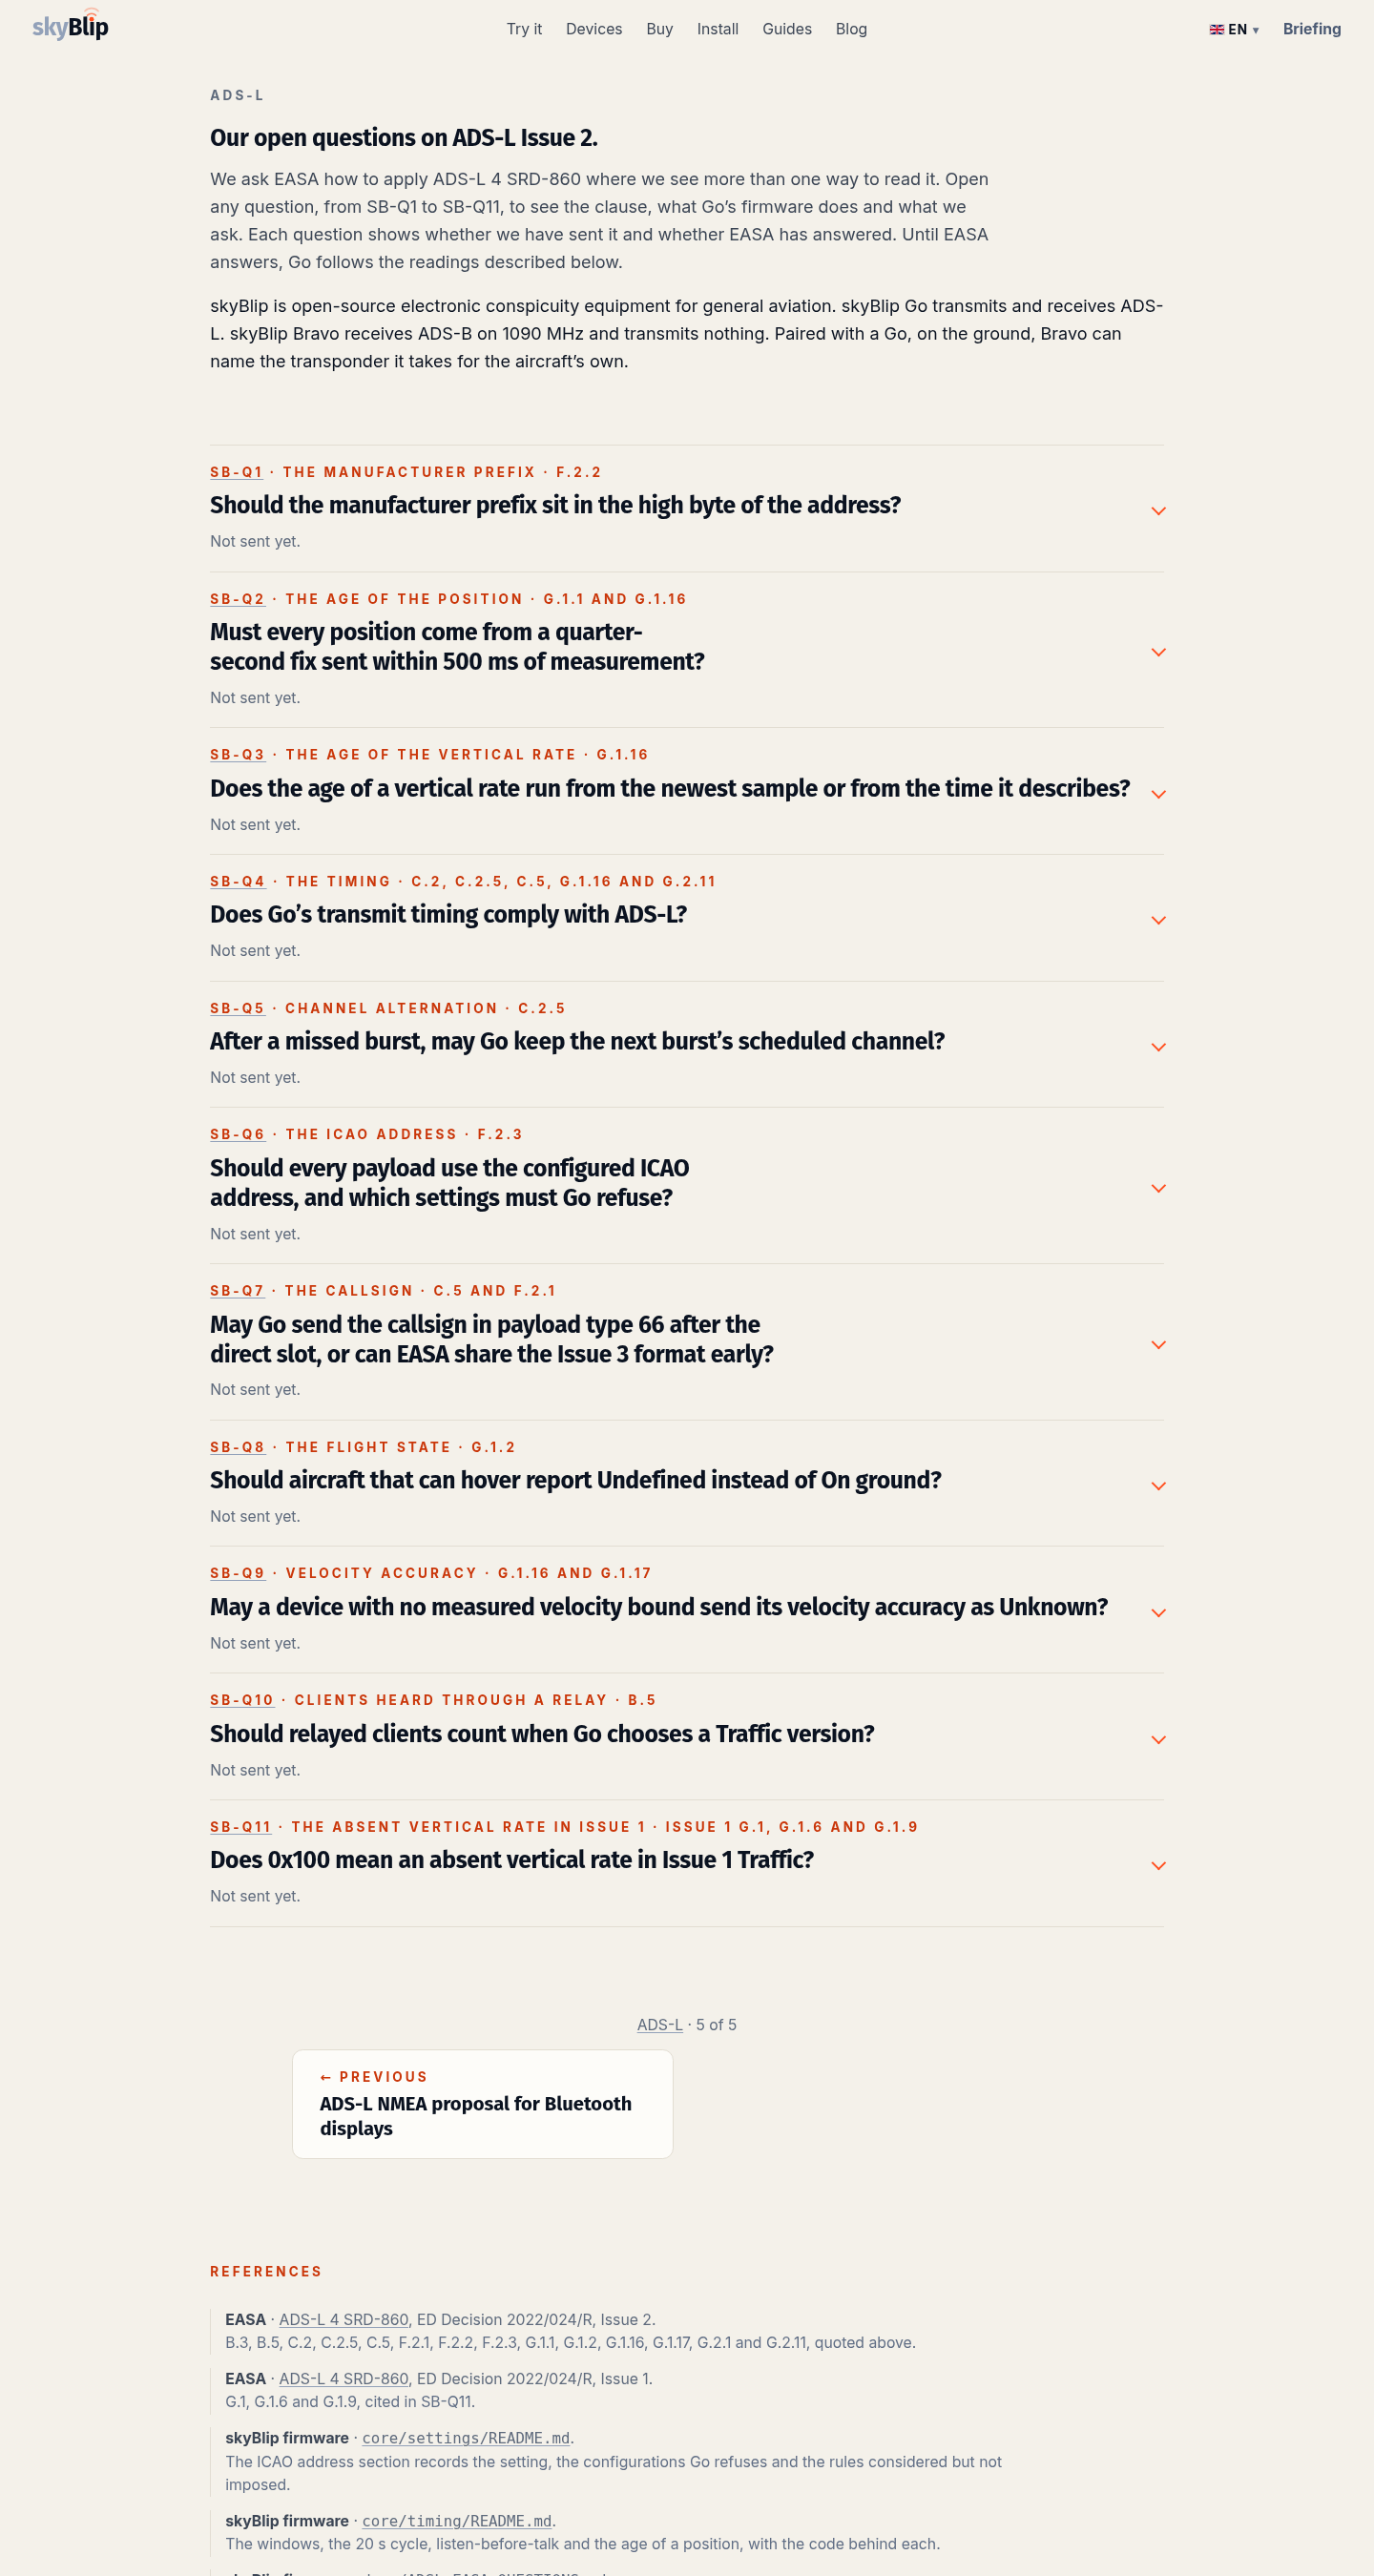 skyBlip
Try it Devices Buy Install Guides Blog
EN ▾ Briefing
ADS-L
Our open questions on ADS-L Issue 2.
We ask EASA how to apply ADS-L 4 SRD-860 where we see more than one way to read it. Open
any question, from SB-Q1 to SB-Q11, to see the clause, what Go’s firmware does and what we
ask. Each question shows whether we have sent it and whether EASA has answered. Until EASA
answers, Go follows the readings described below.
skyBlip is open-source electronic conspicuity equipment for general aviation. skyBlip Go transmits and receives ADS-
L. skyBlip Bravo receives ADS-B on 1090 MHz and transmits nothing. Paired with a Go, on the ground, Bravo can
name the transponder it takes for the aircraft’s own.
SB-Q1 · THE MANUFACTURER PREFIX · F.2.2
Should the manufacturer prefix sit in the high byte of the address?
Not sent yet.
SB-Q2 · THE AGE OF THE POSITION · G.1.1 AND G.1.16
Must every position come from a quarter-
second fix sent within 500 ms of measurement?
Not sent yet.
SB-Q3 · THE AGE OF THE VERTICAL RATE · G.1.16
Does the age of a vertical rate run from the newest sample or from the time it describes?
Not sent yet.
SB-Q4 · THE TIMING · C.2, C.2.5, C.5, G.1.16 AND G.2.11
Does Go’s transmit timing comply with ADS-L?
Not sent yet.
SB-Q5 · CHANNEL ALTERNATION · C.2.5
After a missed burst, may Go keep the next burst’s scheduled channel?
Not sent yet.
SB-Q6 · THE ICAO ADDRESS · F.2.3
Should every payload use the configured ICAO
address, and which settings must Go refuse?
Not sent yet.
SB-Q7 · THE CALLSIGN · C.5 AND F.2.1
May Go send the callsign in payload type 66 after the
direct slot, or can EASA share the Issue 3 format early?
Not sent yet.
SB-Q8 · THE FLIGHT STATE · G.1.2
Should aircraft that can hover report Undefined instead of On ground?
Not sent yet.
SB-Q9 · VELOCITY ACCURACY · G.1.16 AND G.1.17
May a device with no measured velocity bound send its velocity accuracy as Unknown?
Not sent yet.
SB-Q10 · CLIENTS HEARD THROUGH A RELAY · B.5
Should relayed clients count when Go chooses a Traffic version?
Not sent yet.
SB-Q11 · THE ABSENT VERTICAL RATE IN ISSUE 1 · ISSUE 1 G.1, G.1.6 AND G.1.9
Does 0x100 mean an absent vertical rate in Issue 1 Traffic?
Not sent yet.
ADS-L · 5 of 5
← PREVIOUS
ADS-L NMEA proposal for Bluetooth
displays
REFERENCES
EASA · ADS-L 4 SRD-860, ED Decision 2022/024/R, Issue 2.
B.3, B.5, C.2, C.2.5, C.5, F.2.1, F.2.2, F.2.3, G.1.1, G.1.2, G.1.16, G.1.17, G.2.1 and G.2.11, quoted above.
EASA · ADS-L 4 SRD-860, ED Decision 2022/024/R, Issue 1.
G.1, G.1.6 and G.1.9, cited in SB-Q11.
skyBlip firmware · core/settings/README.md.
The ICAO address section records the setting, the configurations Go refuses and the rules considered but not
imposed.
skyBlip firmware · core/timing/README.md.
The windows, the 20 s cycle, listen-before-talk and the age of a position, with the code behind each.